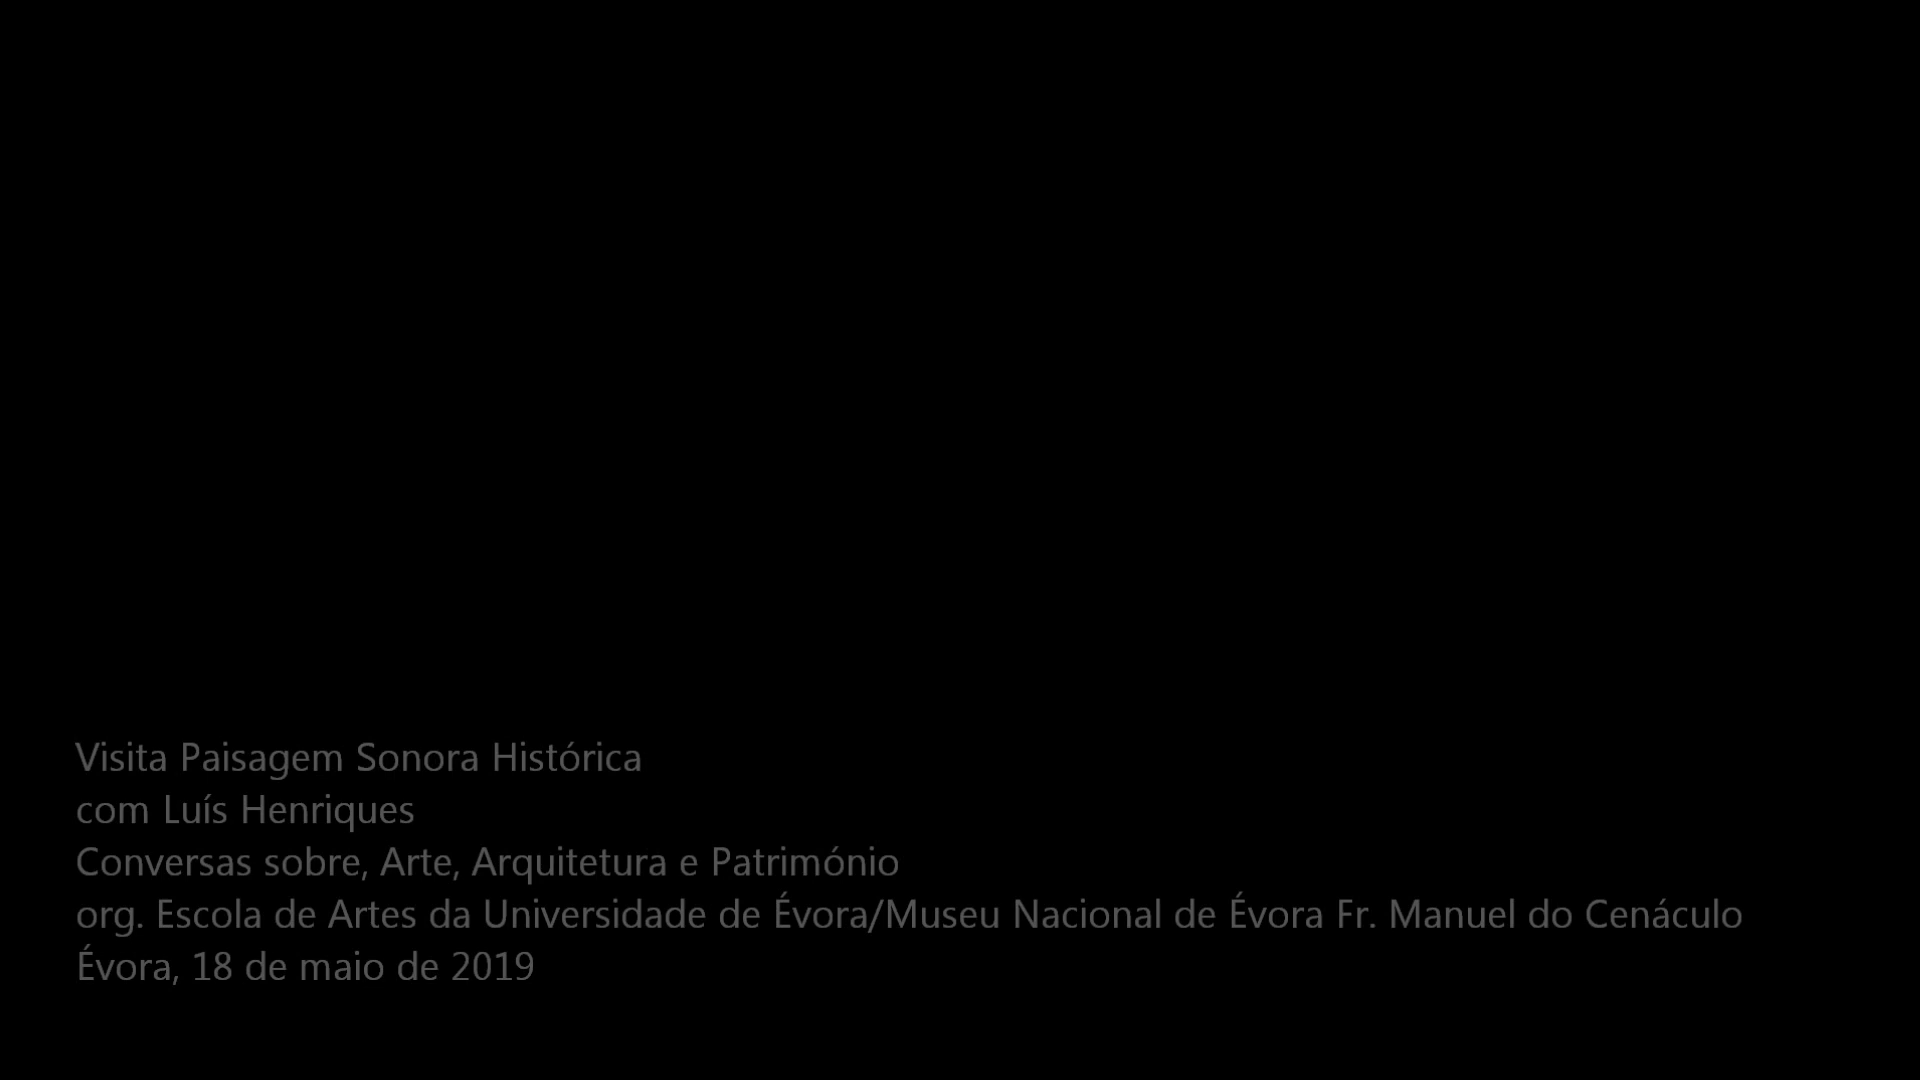 Visita Paisagem Sonora Histórica
com Luís Henriques
Conversas sobre, Arte, Arquitetura e Património
org. Escola de Artes da Universidade de Évora/Museu Nacional de Évora Fr. Manuel do Cenáculo
Évora, 18 de maio de 2019